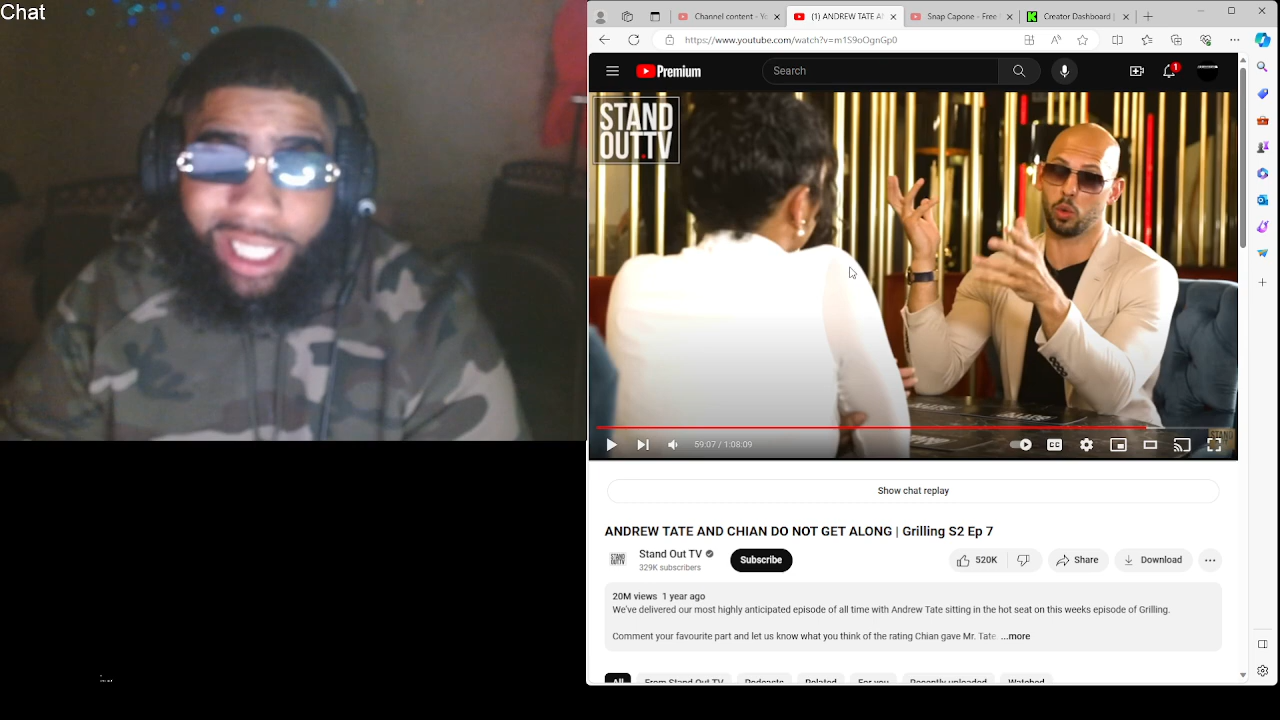 Chat
Channel content - Yo
(1) ANDREW TATE A
Snap Capone - Free
Creator Dashboard |
https://www.youtube.com/watch?v=m1S9oOgnGp0
Premium
Search
1
STAND
OUT.TV
59:07 / 1:08:09
CC
Show chat replay
ANDREW TATE AND CHIAN DO NOT GET ALONG | Grilling S2 Ep 7
Stand Out TV
329K subscribers
Subscribe
520K
Share
Download
20M views 1 year ago
We've delivered our most highly anticipated episode of all time with Andrew Tate sitting in the hot seat on this weeks episode of Grilling.
Comment your favourite part and let us know what you think of the rating Chian gave Mr. Tate. ...more
All
From Stand Out TV
Podcasts
Related
For you
Recently uploaded
Watched